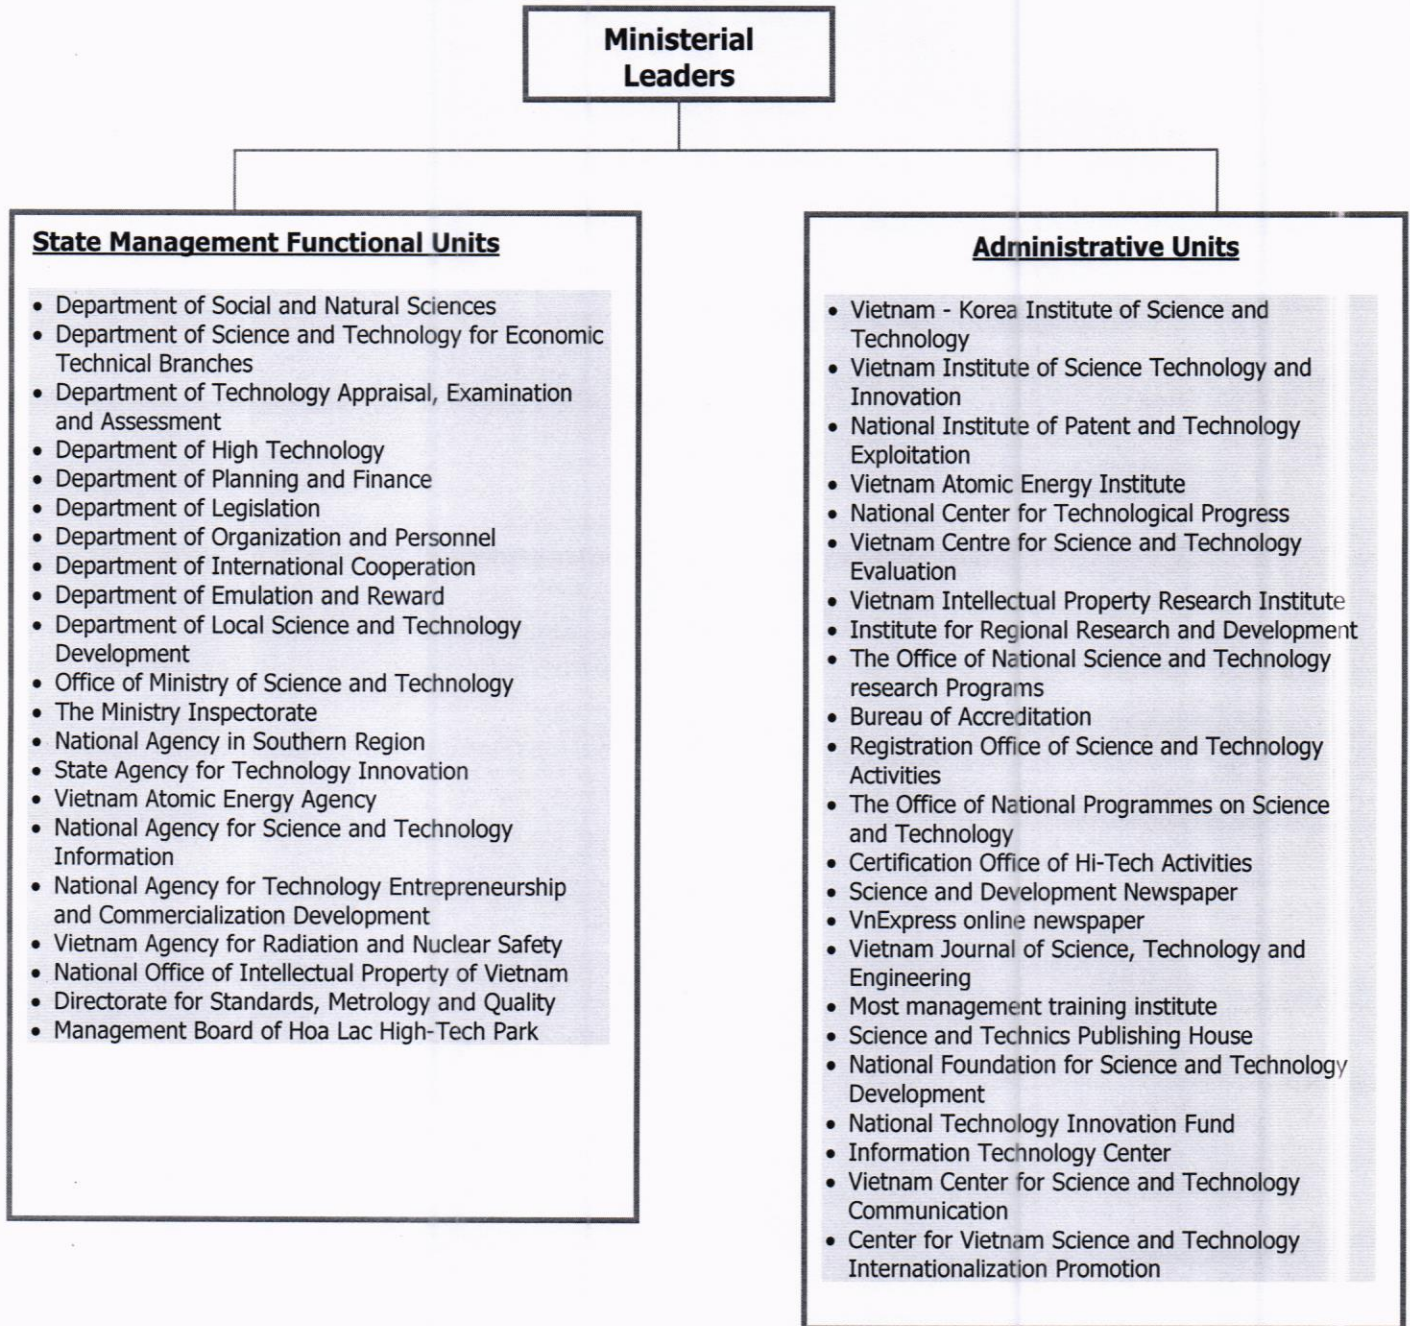 Ministerial
Leaders
State Management Functional Units
• Department of Social and Natural Sciences
• Department of Science and Technology for Economic
Technical Branches
• Department of Technology Appraisal, Examination
and Assessment
• Department of High Technology
• Department of Planning and Finance
• Department of Legislation
• Department of Organization and Personnel
• Department of International Cooperation
• Department of Emulation and Reward
• Department of Local Science and Technology
Development
• Office of Ministry of Science and Technology
• The Ministry Inspectorate
• National Agency in Southern Region
• State Agency for Technology Innovation
• Vietnam Atomic Energy Agency
• National Agency for Science and Technology
Information
• National Agency for Technology Entrepreneurship
and Commercialization Development
• Vietnam Agency for Radiation and Nuclear Safety
• National Office of Intellectual Property of Vietnam
• Directorate for Standards, Metrology and Quality
• Management Board of Hoa Lac High-Tech Park
Administrative Units
• Vietnam - Korea Institute of Science and
Technology
• Vietnam Institute of Science Technology and
Innovation
• National Institute of Patent and Technology
Exploitation
• Vietnam Atomic Energy Institute
• National Center for Technological Progress
• Vietnam Centre for Science and Technology
Evaluation
• Vietnam Intellectual Property Research Institute
• Institute for Regional Research and Development
• The Office of National Science and Technology
research Programs
• Bureau of Accreditation
• Registration Office of Science and Technology
Activities
• The Office of National Programmes on Science
and Technology
• Certification Office of Hi-Tech Activities
• Science and Development Newspaper
• VnExpress online newspaper
• Vietnam Journal of Science, Technology and
Engineering
• Most management training institute
• Science and Technics Publishing House
• National Foundation for Science and Technology
Development
• National Technology Innovation Fund
• Information Technology Center
• Vietnam Center for Science and Technology
Communication
• Center for Vietnam Science and Technology
Internationalization Promotion